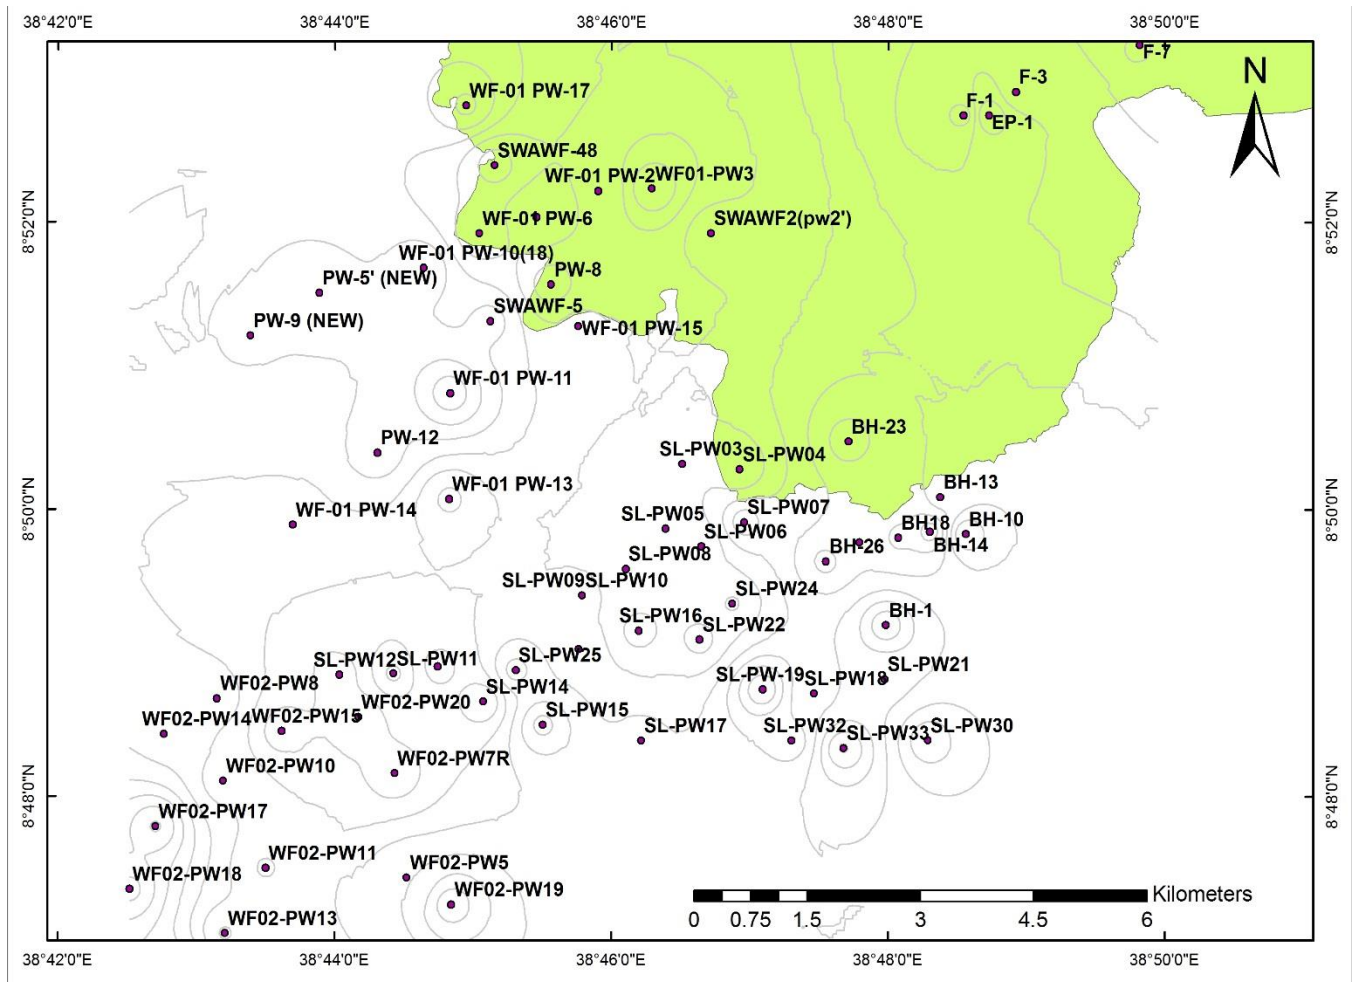 38°42'0"E 38°44'0"E 38°46'0"E 38°48'0"E 38°50'0"E
F-7
N
F-3
WF-01 PW-17
F-1
EP-1
SWAWF-48
WF-01 PW-2 WF01-PW3
8°52'0"N 8°52'0"N
WF-01 PW-6 SWAWF2(pw2')
WF-01 PW-10(18)
PW-5' (NEW) PW-8
SWAWF-5
PW-9 (NEW) WF-01 PW-15
WF-01 PW-11
BH-23
PW-12 SL-PW03 SL-PW04
WF-01 PW-13 BH-13
8°50'0"N 8°50'0"N
WF-01 PW-14 SL-PW05 SL-PW07
SL-PW06 BH18 BH-10
SL-PW08 BH-26 BH-14
SL-PW09 SL-PW10
SL-PW24
SL-PW16 SL-PW22 BH-1
SL-PW12 SL-PW11 SL-PW25 SL-PW21
WF02-PW8 SL-PW14 SL-PW-19 SL-PW18
WF02-PW14 WF02-PW15 WF02-PW20
SL-PW15 SL-PW17 SL-PW32 SL-PW33 SL-PW30
WF02-PW10 WF02-PW7R
8°48'0"N 8°48'0"N
WF02-PW17
WF02-PW11 WF02-PW5
WF02-PW18 WF02-PW19
Kilometers
0 0.75 1.5 3 4.5 6
WF02-PW13
38°42'0"E 38°44'0"E 38°46'0"E 38°48'0"E 38°50'0"E